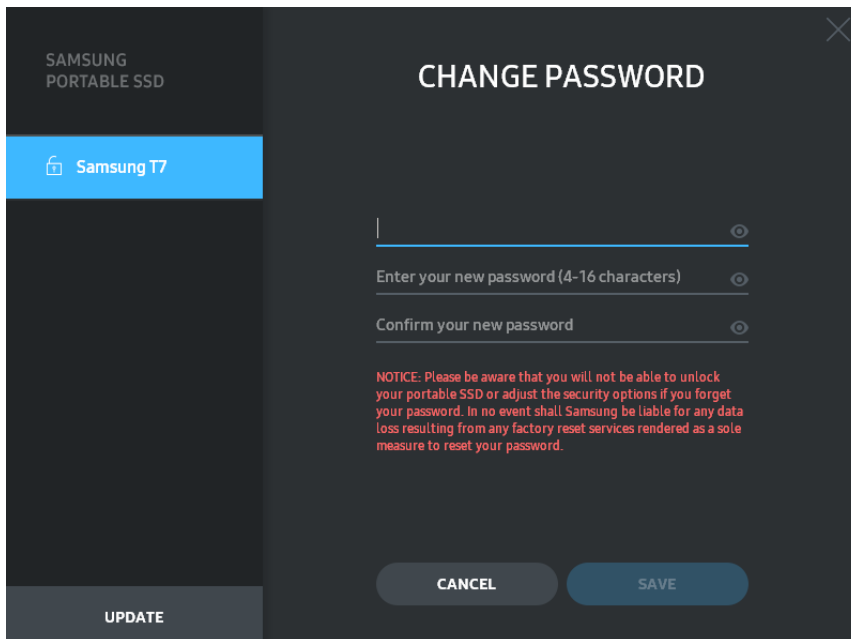 SAMSUNG
PORTABLE SSD
Samsung T7
UPDATE
CHANGE PASSWORD
Enter your new password (4-16 characters)
Confirm your new password
NOTICE: Please be aware that you will not be able to unlock
your portable SSD or adjust the security options if you forget
your password. In no event shall Samsung be liable for any data
loss resulting from any factory reset services rendered as a sole
measure to reset your password.
CANCEL
SAVE